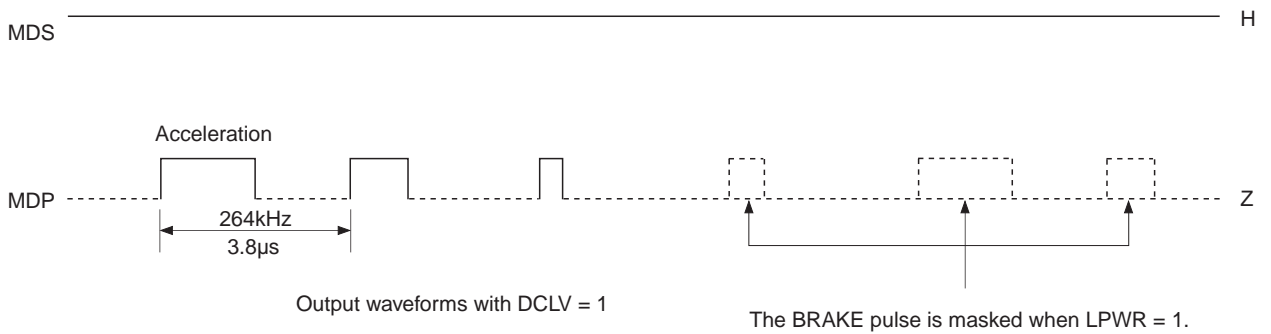 MDS
H
Acceleration
MDP
Z
264kHz
3.8µs
Output waveforms with DCLV = 1
The BRAKE pulse is masked when LPWR = 1.